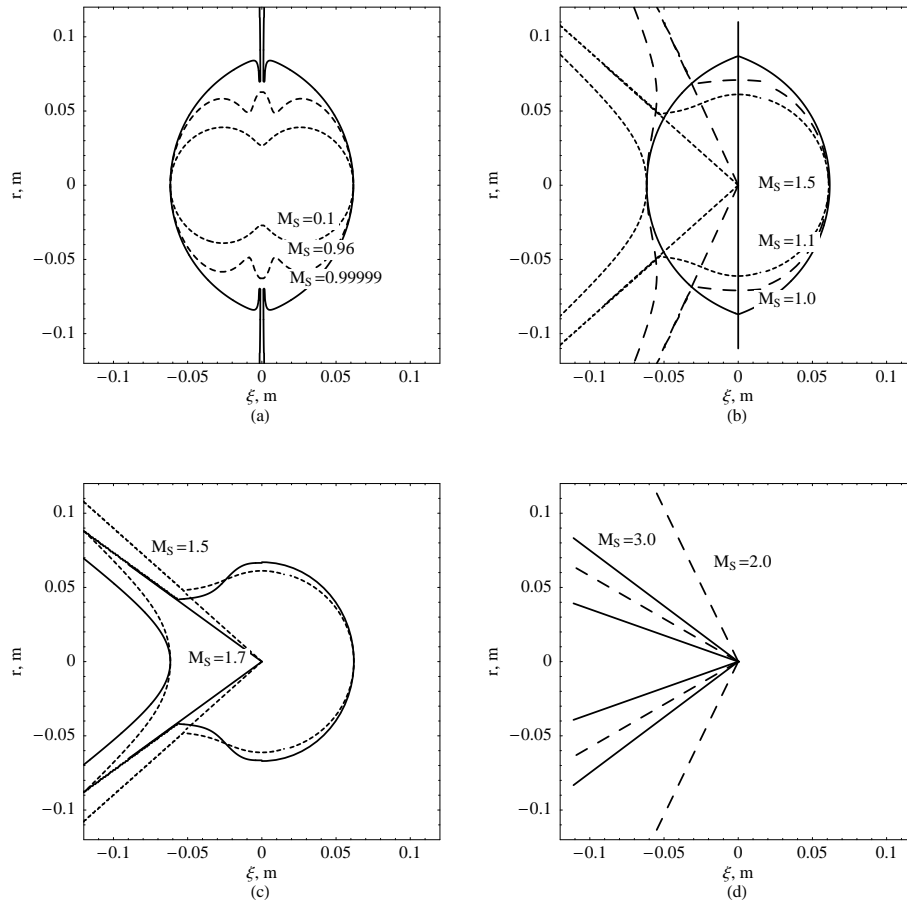 0.1
0.05
0
−0.05
−0.1
r, m
M_S=0.1
M_S=0.96
M_S=0.99999
−0.1 −0.05 0 0.05 0.1
ξ, m
(a)
0.1
0.05
0
−0.05
−0.1
r, m
M_S=1.5
M_S=1.1
M_S=1.0
−0.1 −0.05 0 0.05 0.1
ξ, m
(b)
0.1
0.05
0
−0.05
−0.1
r, m
M_S=1.5
M_S=1.7
−0.1 −0.05 0 0.05 0.1
ξ, m
(c)
0.1
0.05
0
−0.05
−0.1
r, m
M_S=3.0
M_S=2.0
−0.1 −0.05 0 0.05 0.1
ξ, m
(d)